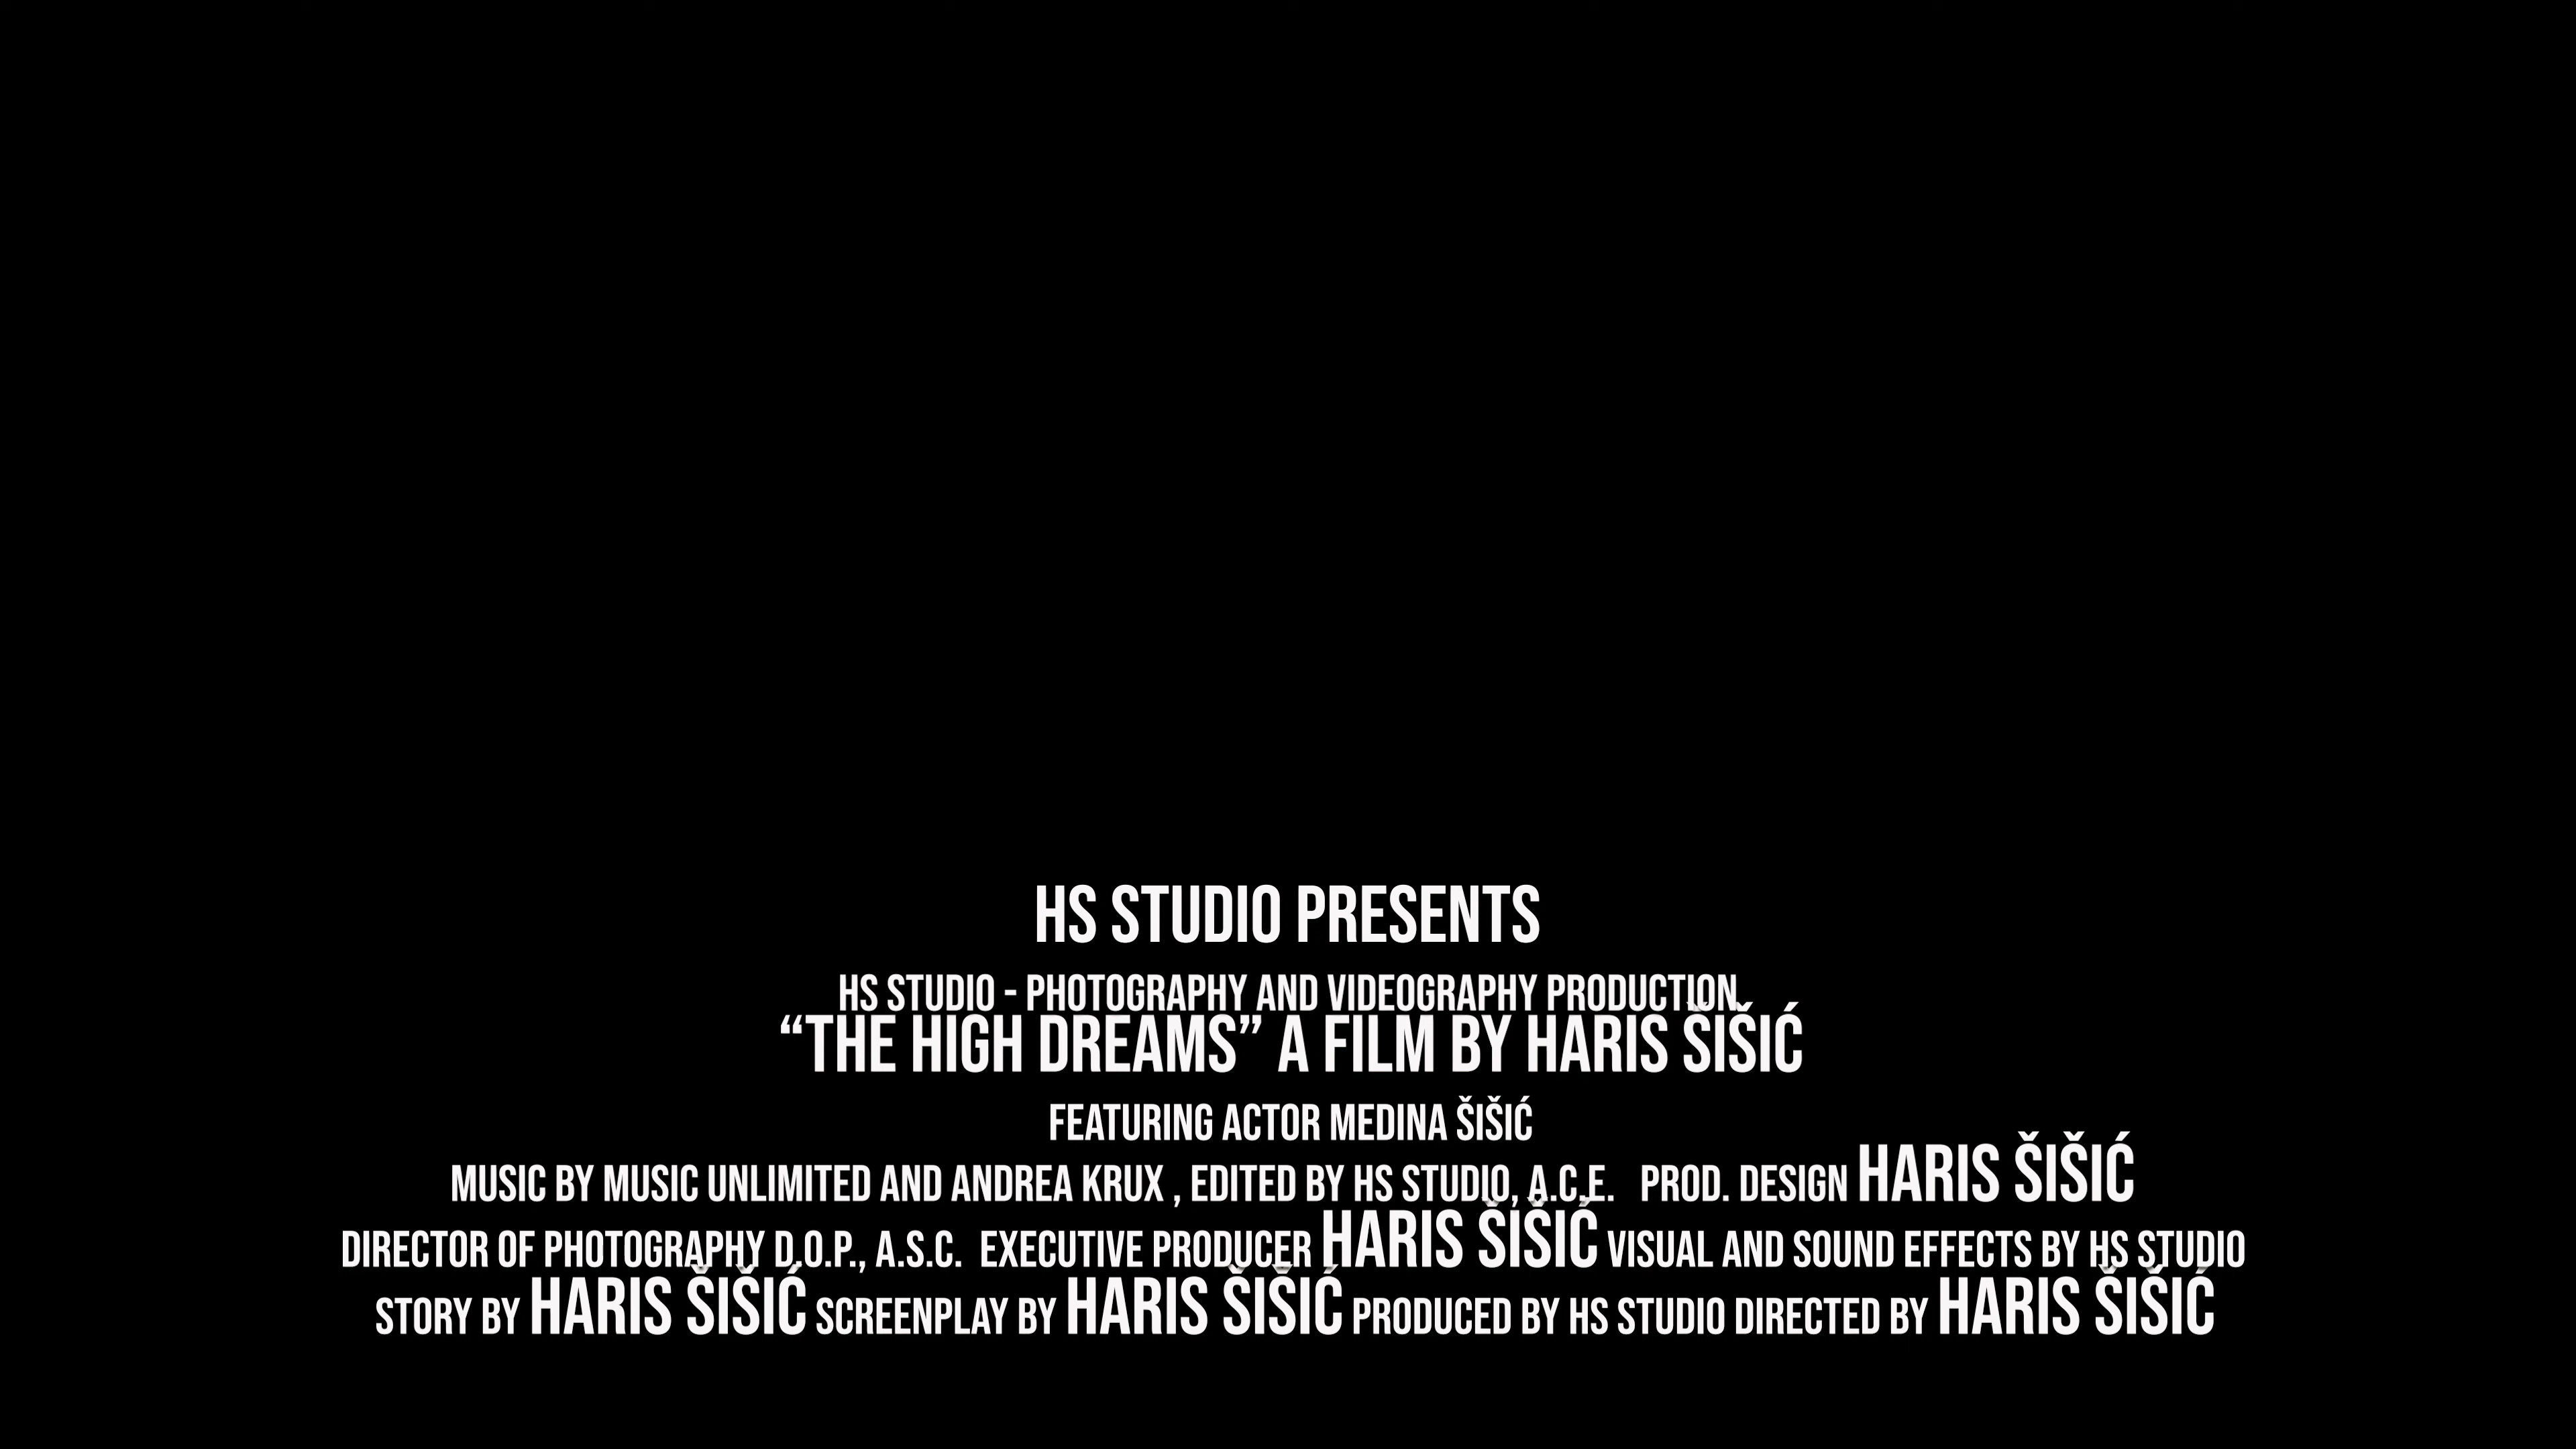 HS STUDIO PRESENTS
HS STUDIO - PHOTOGRAPHY AND VIDEOGRAPHY PRODUCTION
“THE HIGH DREAMS” A FILM BY HARIS ŠIŠIĆ
FEATURING ACTOR MEDINA ŠIŠIĆ
MUSIC BY MUSIC UNLIMITED AND ANDREA KRUX , EDITED BY HS STUDIO, A.C.E. PROD. DESIGN HARIS ŠIŠIĆ
DIRECTOR OF PHOTOGRAPHY D.O.P., A.S.C. EXECUTIVE PRODUCER HARIS ŠIŠIĆ VISUAL AND SOUND EFFECTS BY HS STUDIO
STORY BY HARIS ŠIŠIĆ SCREENPLAY BY HARIS ŠIŠIĆ PRODUCED BY HS STUDIO DIRECTED BY HARIS ŠIŠIĆ